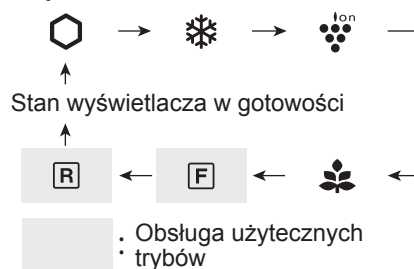 ion
Stan wyświetlacza w gotowości
R F
: Obsługa użytecznych
trybów